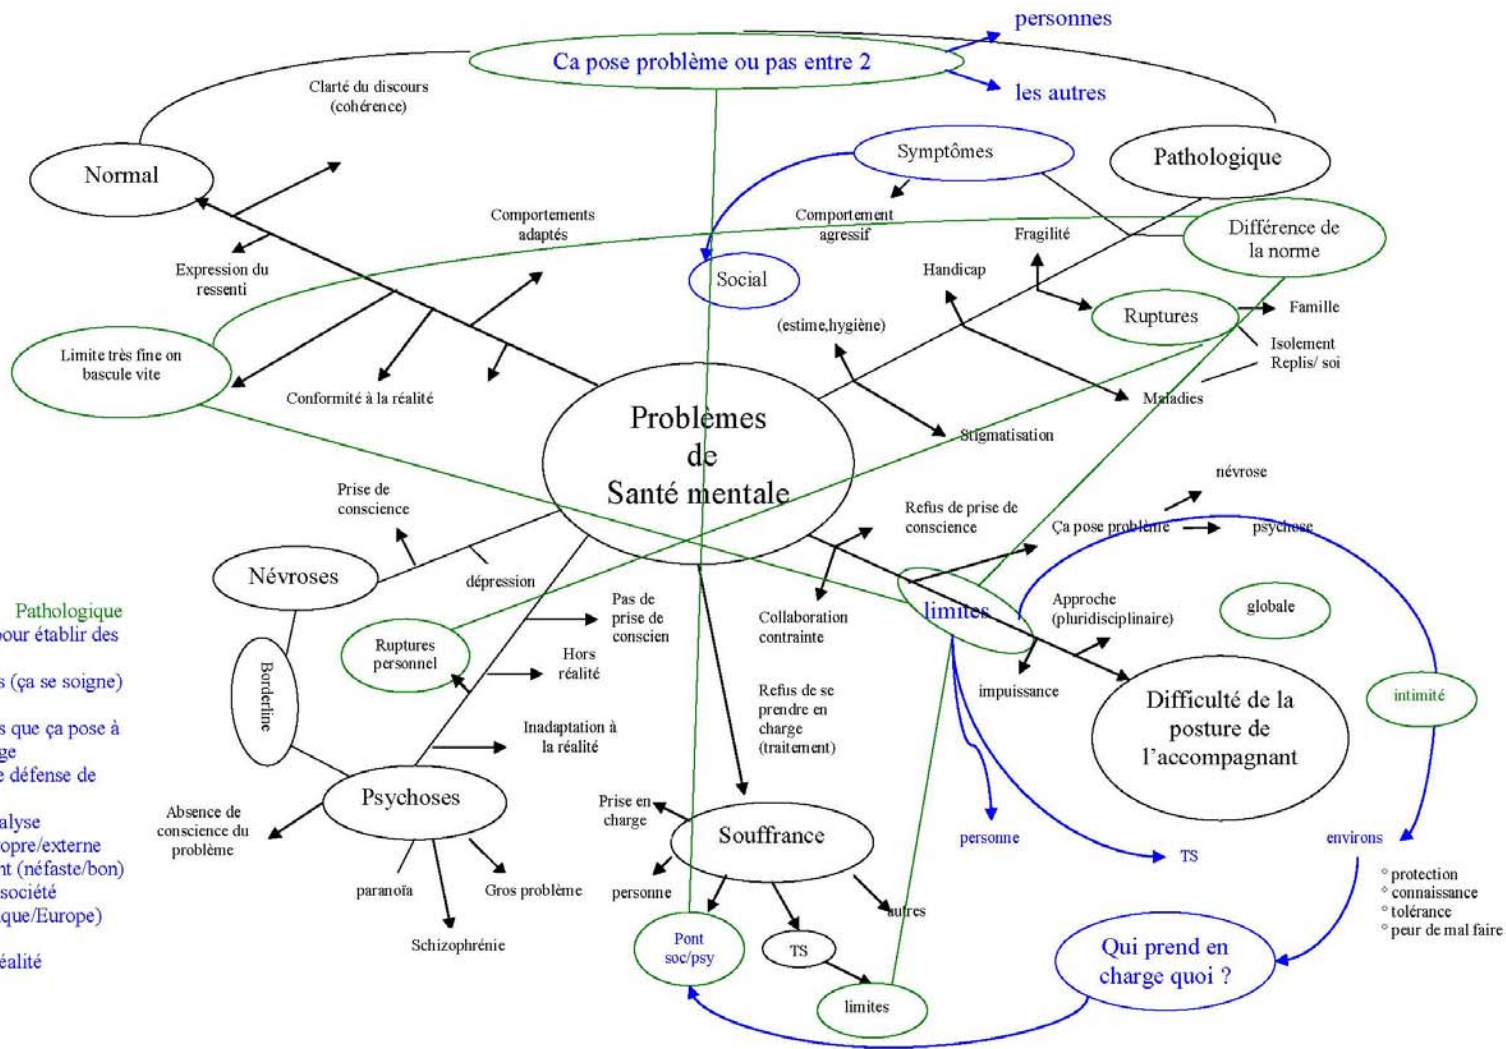 personnes
Ca pose problème ou pas entre 2
les autres
Clarté du discours
(cohérence)
Normal
Symptômes
Pathologique
Comportements
adaptés
Comportement
agressif
Fragilité
Différence de
la norme
Expression du
ressenti
Social
Handicap
Ruptures
Famille
(estime,hygiène)
Isolement
Replis/ soi
Limite très fine on
bascule vite
Conformité à la réalité
Maladies
Stigmatisation
Problèmes
de
Santé mentale
Prise de
conscience
névrose
Refus de prise de
conscience
Ça pose problème
psychose
Névroses
dépression
Pas de
prise de
conscien
Collaboration
contrainte
limites
Approche
(pluridisciplinaire)
globale
Pathologique
pour établir des
s (ça se soigne)
s que ça pose à
ge
e défense de
alyse
ropre/externe
nt (néfaste/bon)
société
que/Europe)
éalité
Ruptures
personnel
Hors
réalité
Borderline
Inadaptation à
la réalité
Refus de se
prendre en
charge
(traitement)
impuissance
Difficulté de la
posture de
l’accompagnant
intimité
Psychoses
Absence de
conscience du
problème
paranoïa
Gros problème
Schizophrénie
Prise en
charge
Souffrance
personne
autres
personne
TS
environs
° protection
° connaissance
° tolérance
° peur de mal faire
Pont
soc/psy
TS
limites
Qui prend en
charge quoi ?